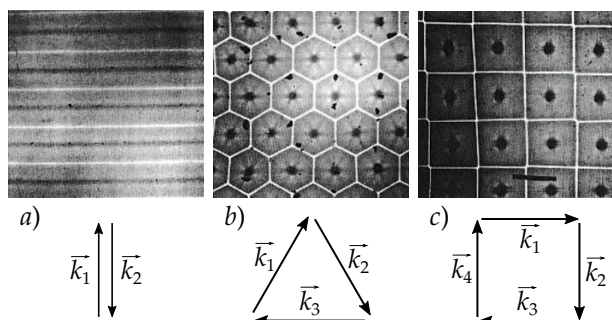 a) b) c)
k₁ k₂ k₁ k₂ k₃ k₄ k₁ k₂ k₃